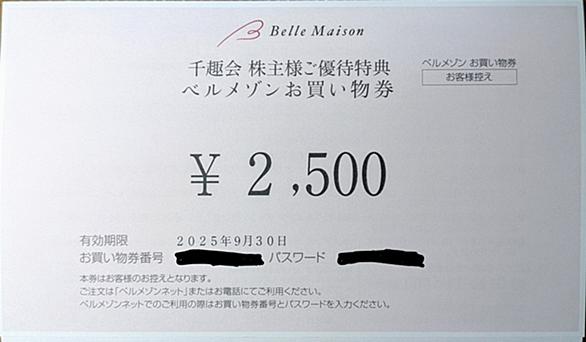 Belle Maison
千趣会 株主様ご優待特典
ベルメゾンお買い物券
ベルメゾン お買い物券
お客様控え
¥ 2,500
有効期限 2025年9月30日
お買い物券番号 パスワード
本券はお客様のお控えとなります。
ご注文は「ベルメゾンネット」またはお電話にてご利用ください。
ベルメゾンネットでのご利用の際はお買い物券番号とパスワードを入力ください。